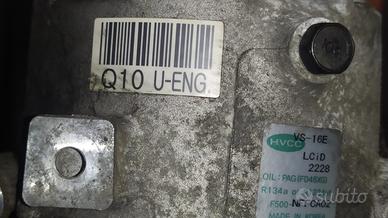 Q10 U-ENG.
HVCC
VS-16E
LCiD
2228
OIL: PAG(FD46XG)
R134a
F500-
MADE IN KOREA
subito